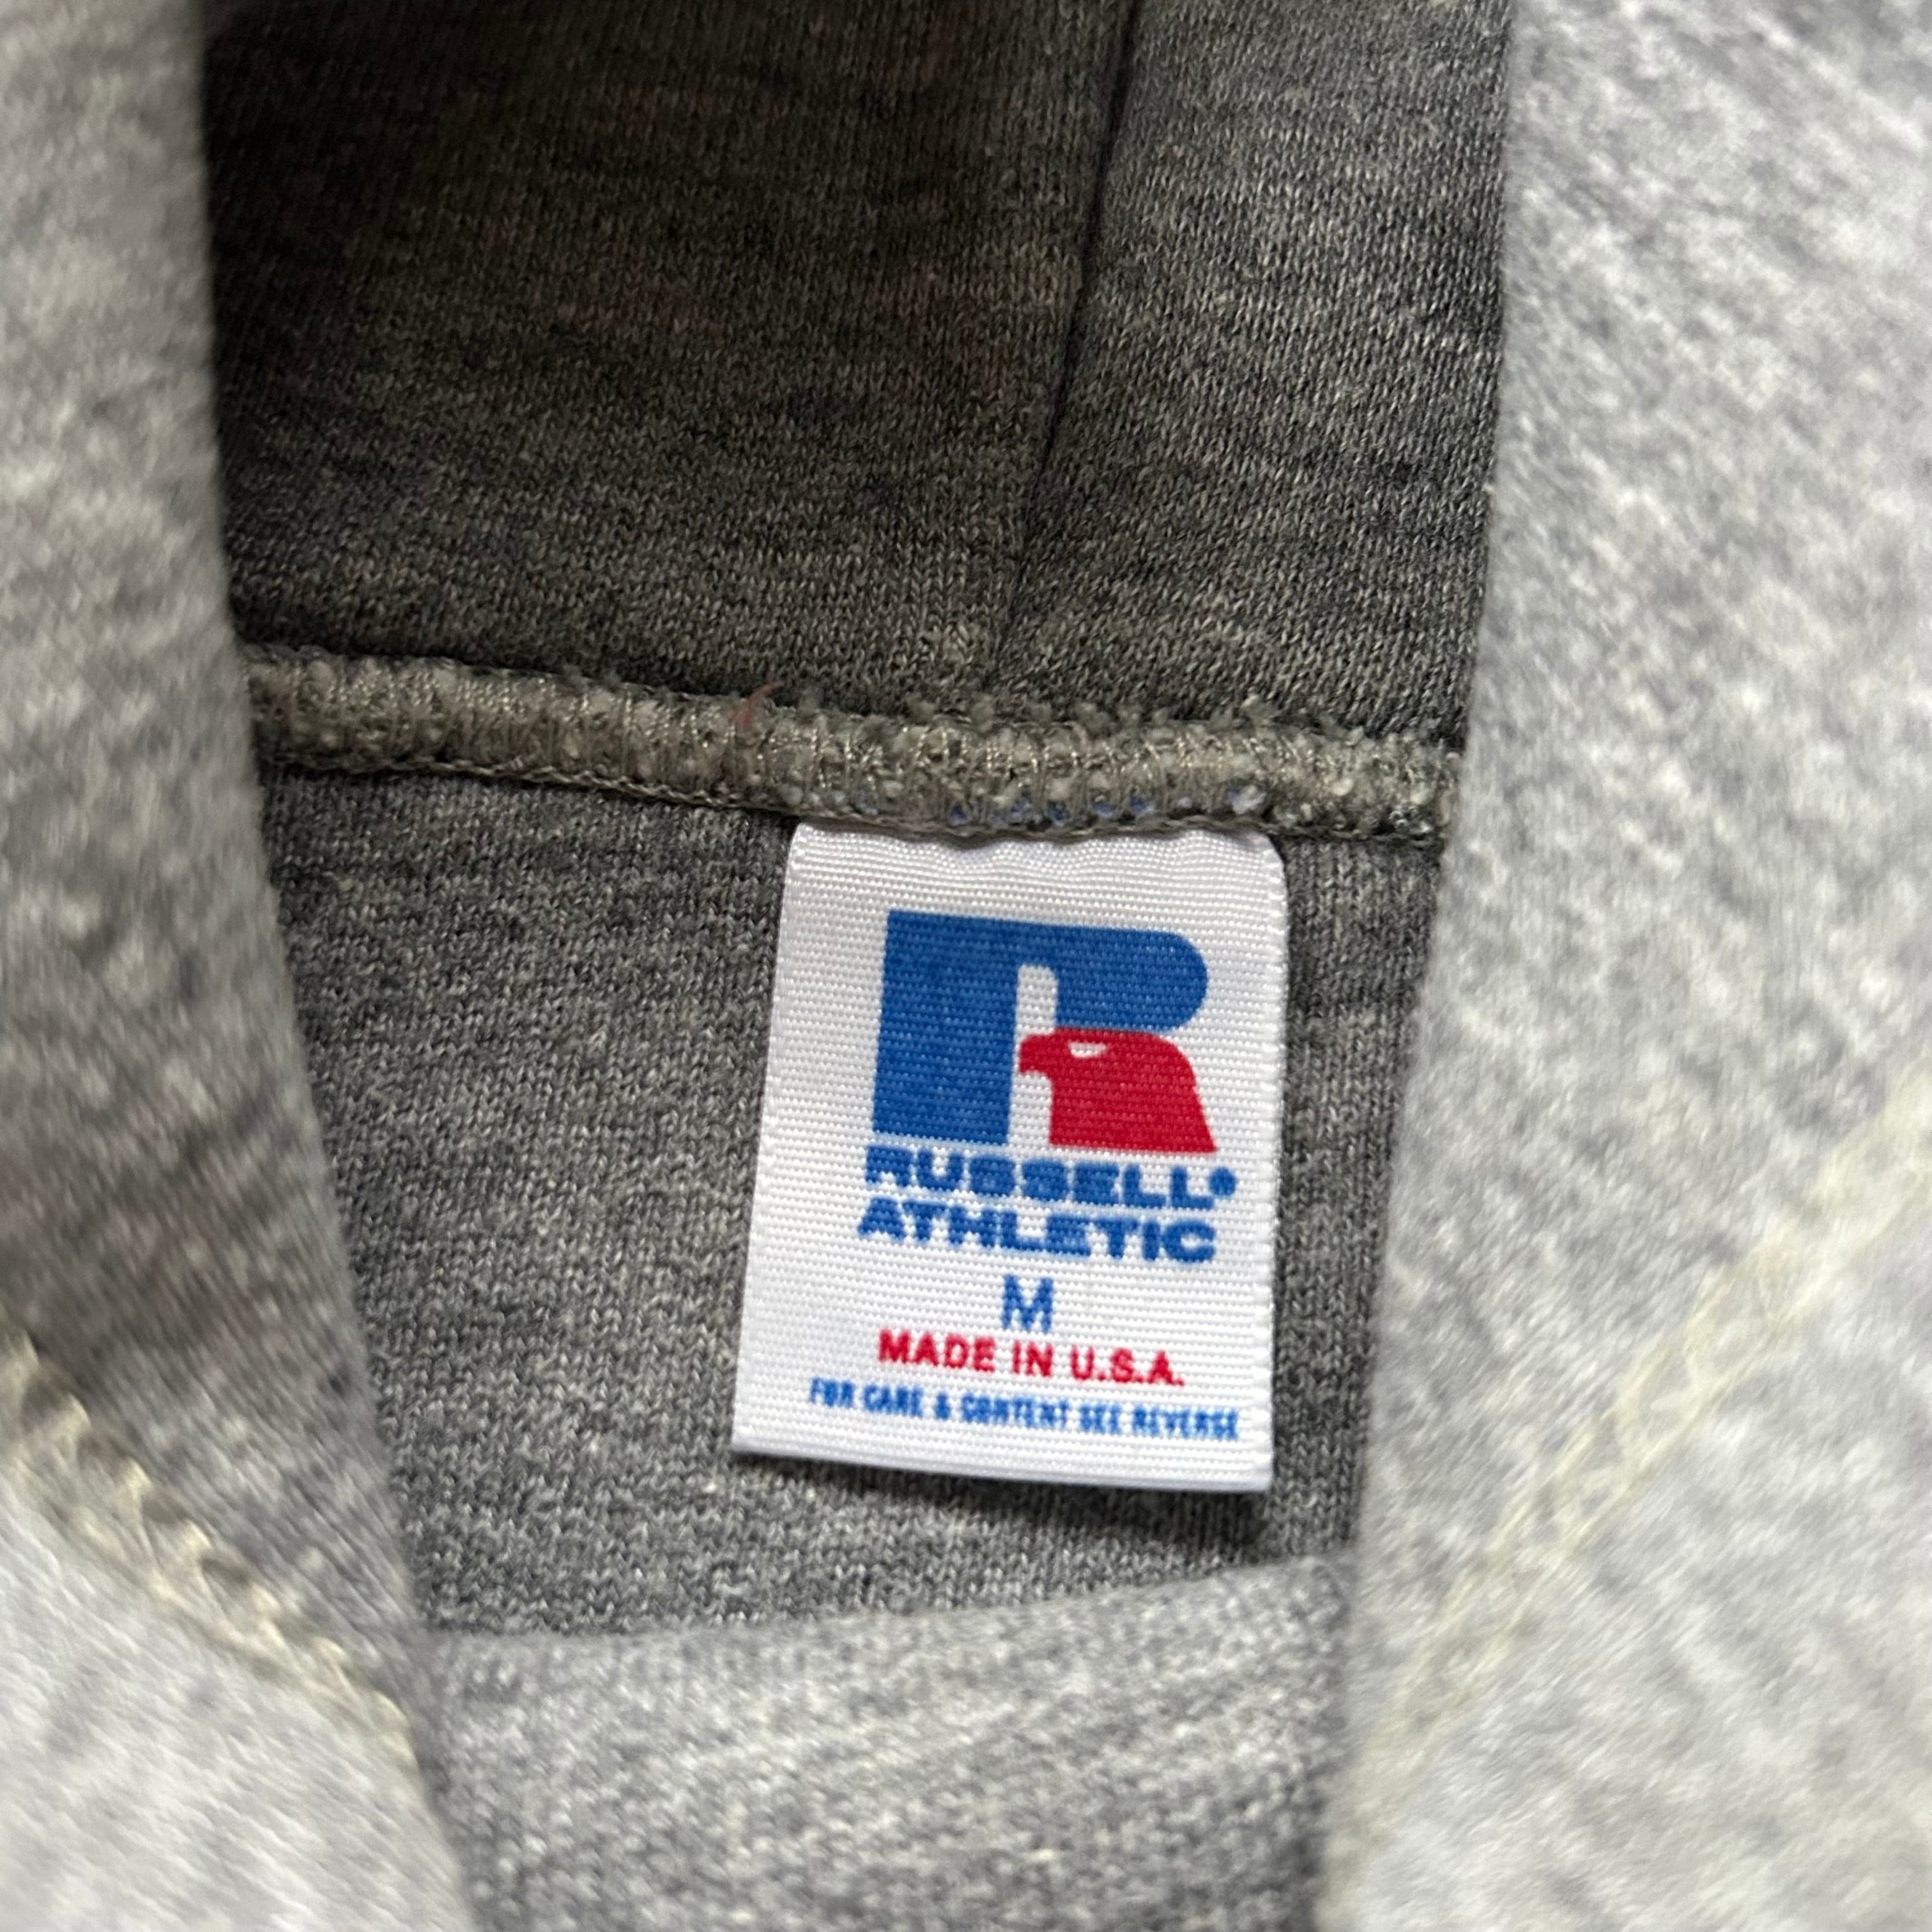 R
RUSSELL®
ATHLETIC
M
MADE IN U.S.A.
FOR CARE & CONTENT SEE REVERSE